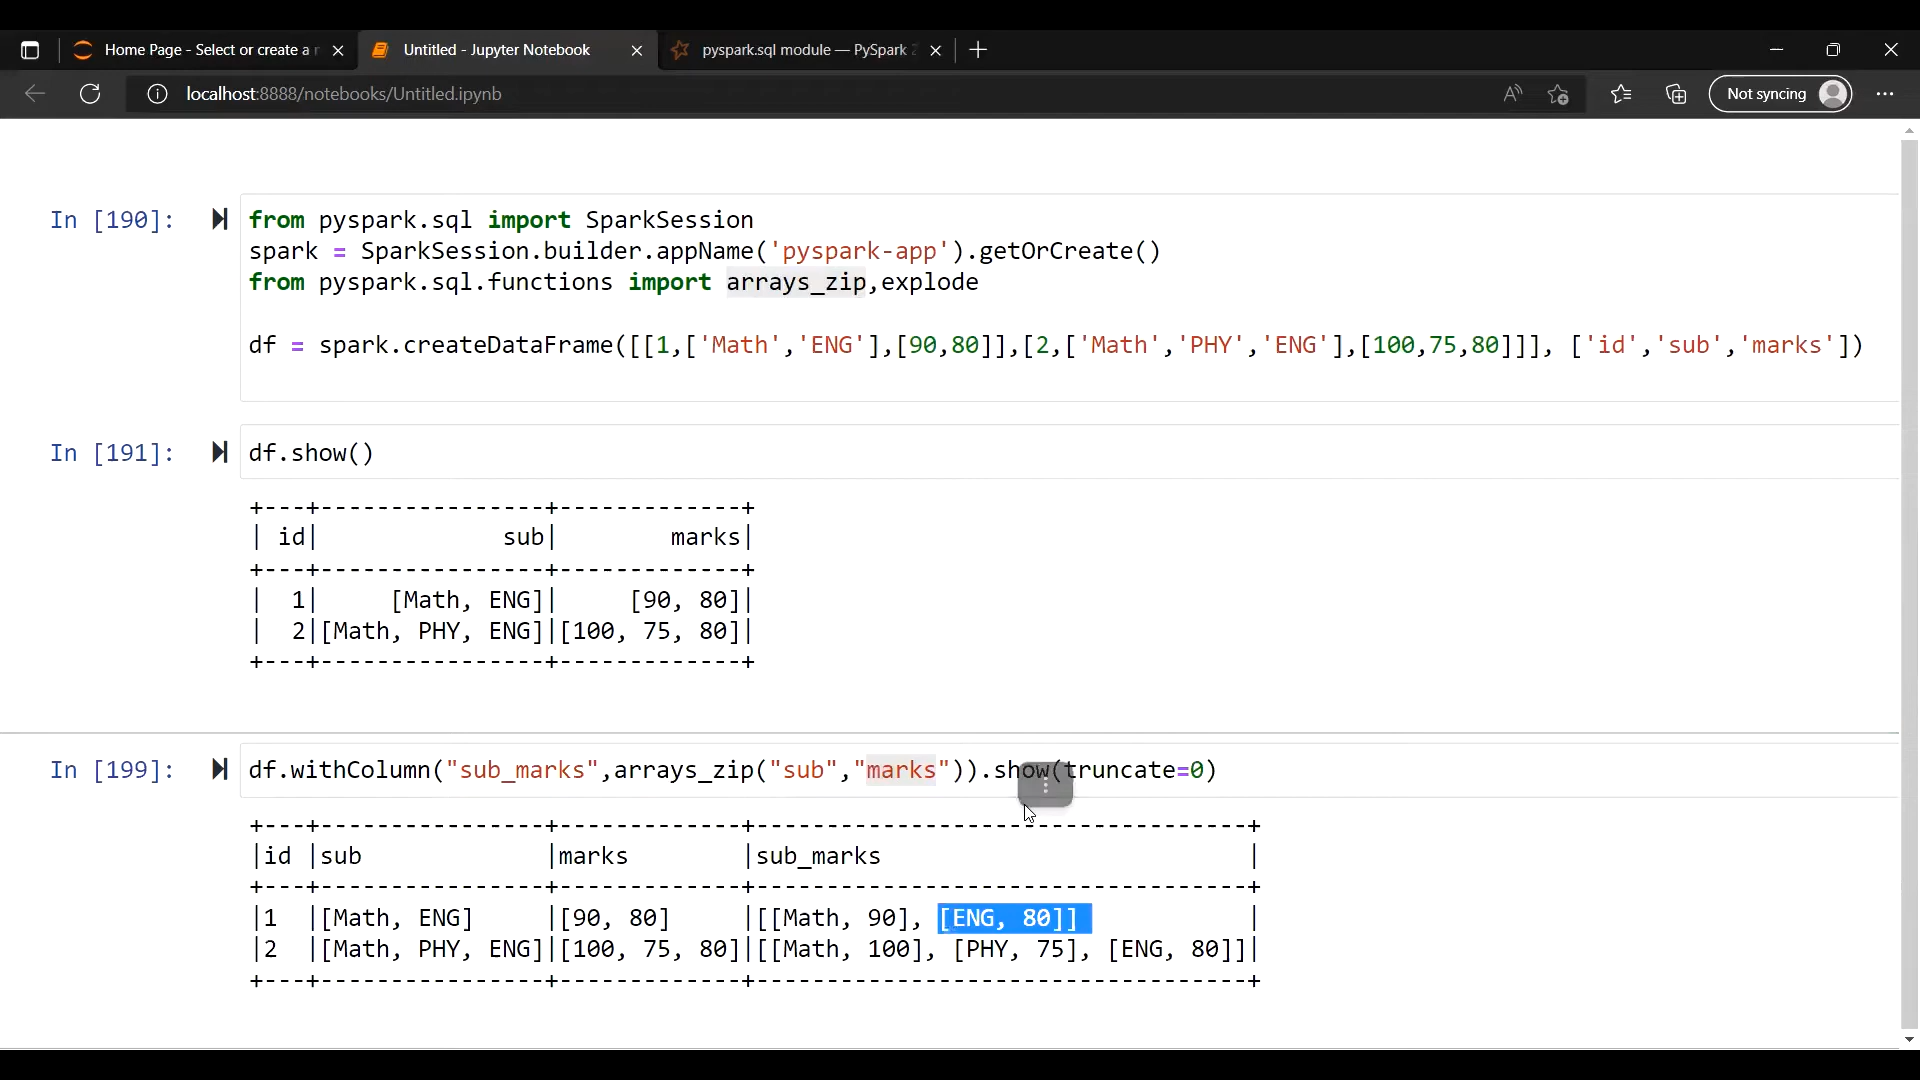 Home Page - Select or create a n
Untitled - Jupyter Notebook
pyspark.sql module — PySpark 2
localhost:8888/notebooks/Untitled.ipynb
Not syncing
In [190]:
from pyspark.sql import SparkSession
spark = SparkSession.builder.appName('pyspark-app').getOrCreate()
from pyspark.sql.functions import arrays_zip,explode
df = spark.createDataFrame([[1,['Math','ENG'],[90,80]],[2,['Math','PHY','ENG'],[100,75,80]]], ['id','sub','marks'])
In [191]:
df.show()
+---+----------------+-------------+
| id|             sub|        marks|
+---+----------------+-------------+
|  1|     [Math, ENG]|     [90, 80]|
|  2|[Math, PHY, ENG]|[100, 75, 80]|
+---+----------------+-------------+
In [199]:
df.withColumn("sub_marks",arrays_zip("sub","marks")).show(truncate=0)
+---+----------------+-------------+-----------------------------------+
|id |sub             |marks        |sub_marks                          |
+---+----------------+-------------+-----------------------------------+
|1  |[Math, ENG]     |[90, 80]     |[[Math, 90], [ENG, 80]]            |
|2  |[Math, PHY, ENG]|[100, 75, 80]|[[Math, 100], [PHY, 75], [ENG, 80]]|
+---+----------------+-------------+-----------------------------------+